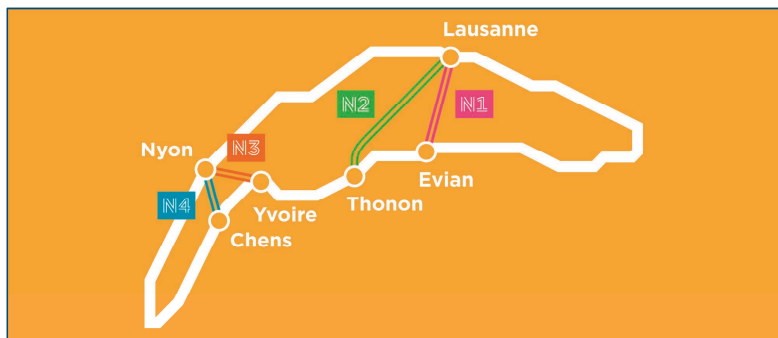 Lausanne
N2
N1
Nyon
N3
Evian
N4
Yvoire
Thonon
Chens